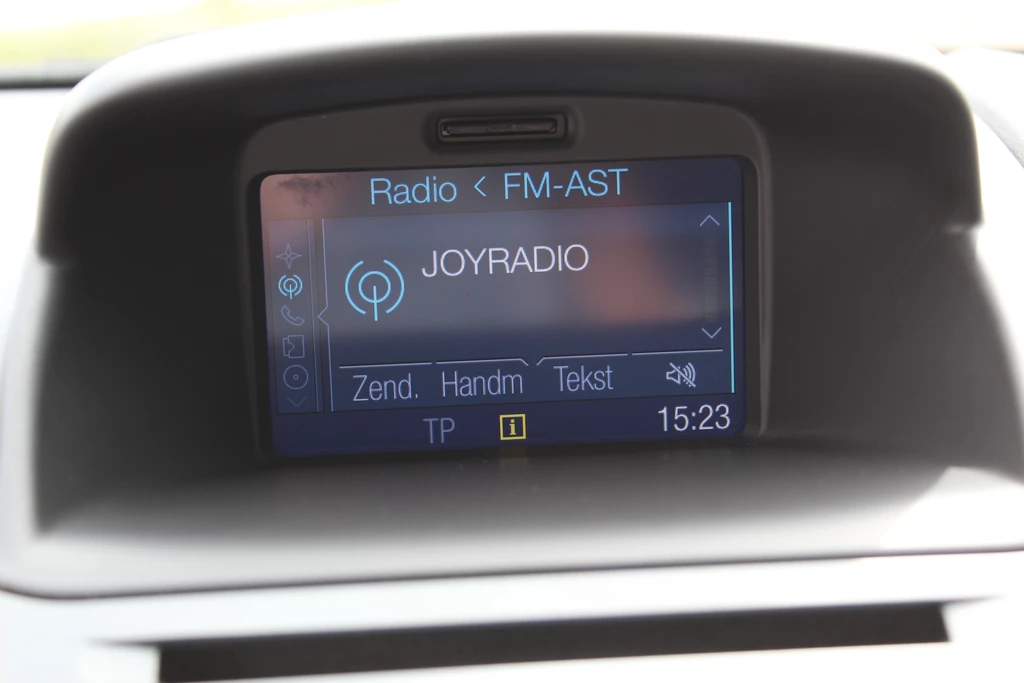 Radio < FM-AST
JOYRADIO
Zend. Handm Tekst
TP i 15:23